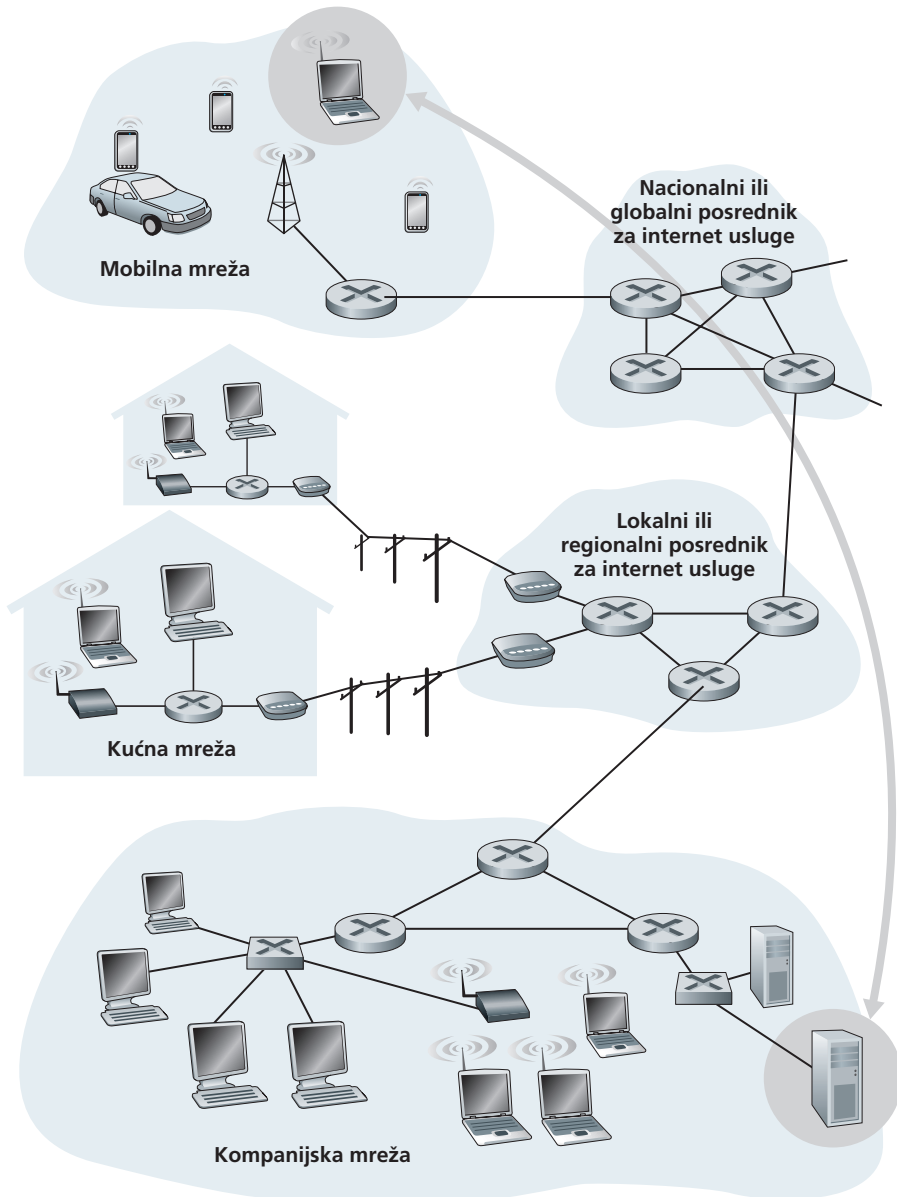 Mobilna mreža
Nacionalni ili
globalni posrednik
za internet usluge
Lokalni ili
regionalni posrednik
za internet usluge
Kućna mreža
Kompanijska mreža